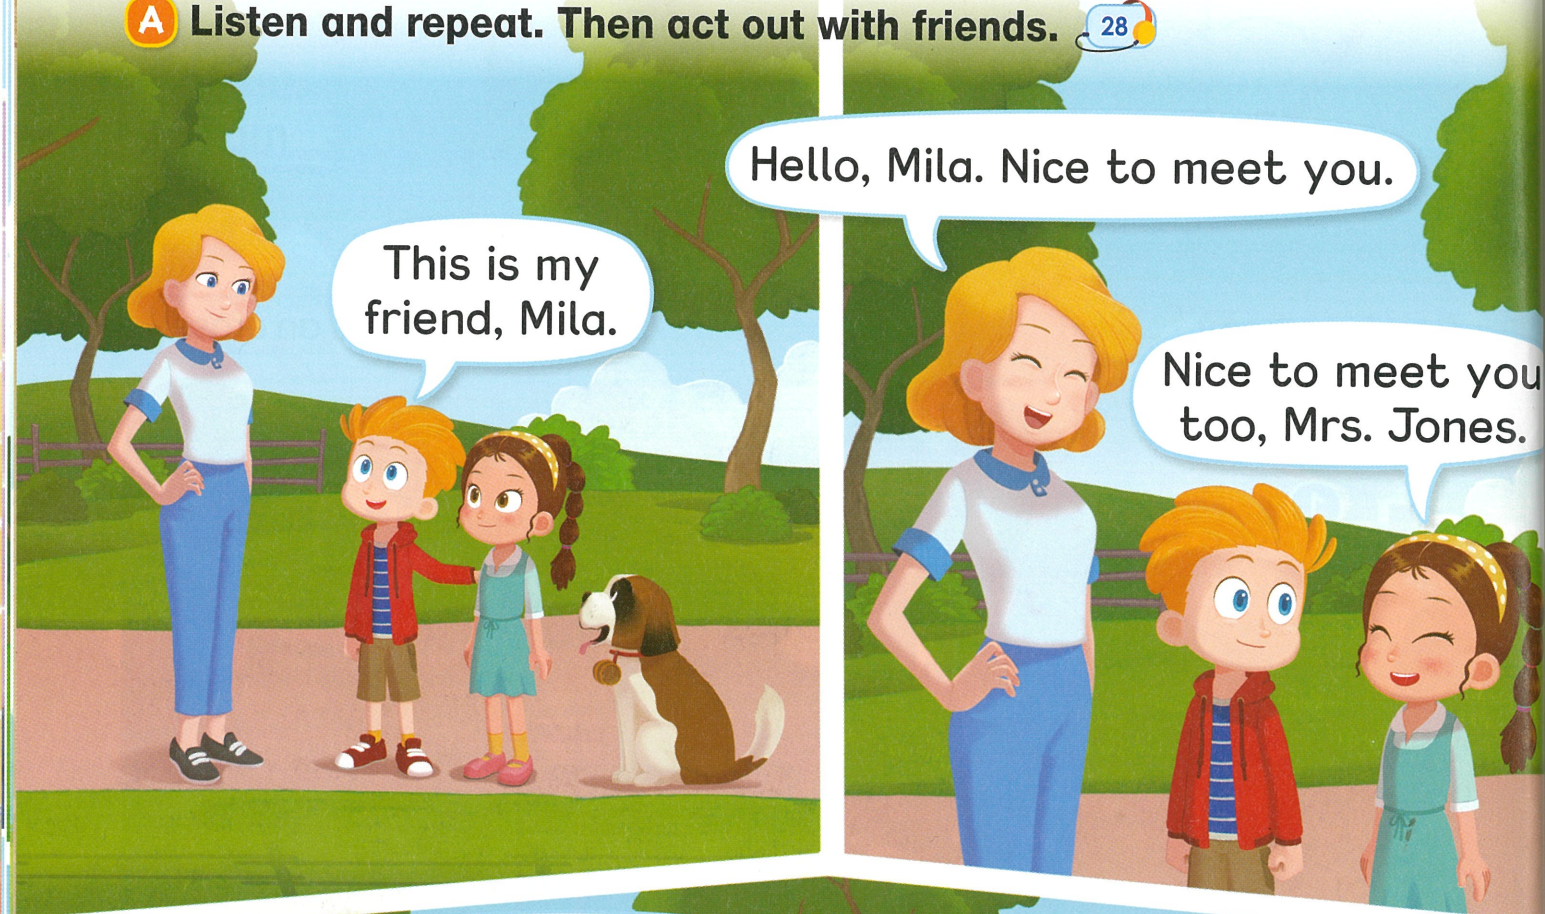 A Listen and repeat. Then act out with friends. 28
This is my
friend, Mila.
Hello, Mila. Nice to meet you.
Nice to meet you
too, Mrs. Jones.